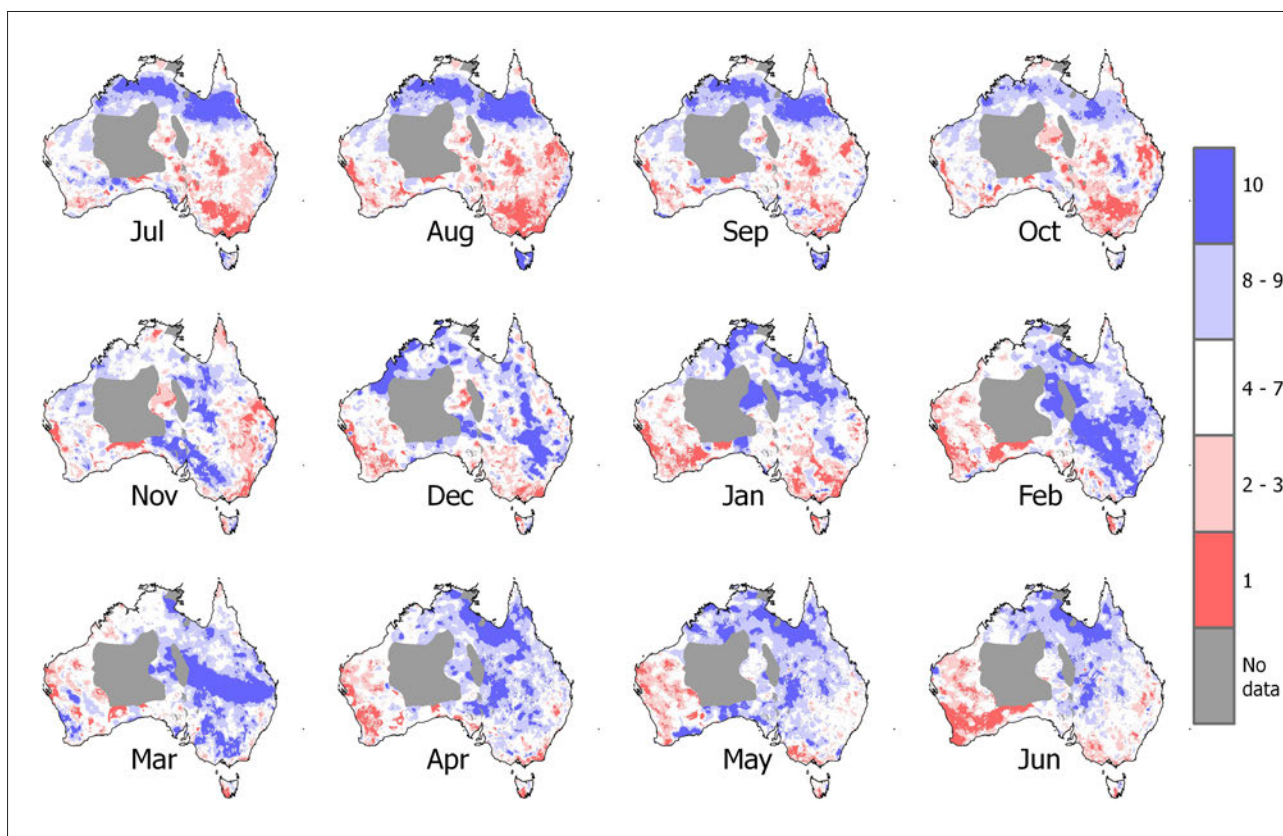 Jul
Aug
Sep
Oct
Nov
Dec
Jan
Feb
Mar
Apr
May
Jun
10
8 - 9
4 - 7
2 - 3
1
No
data